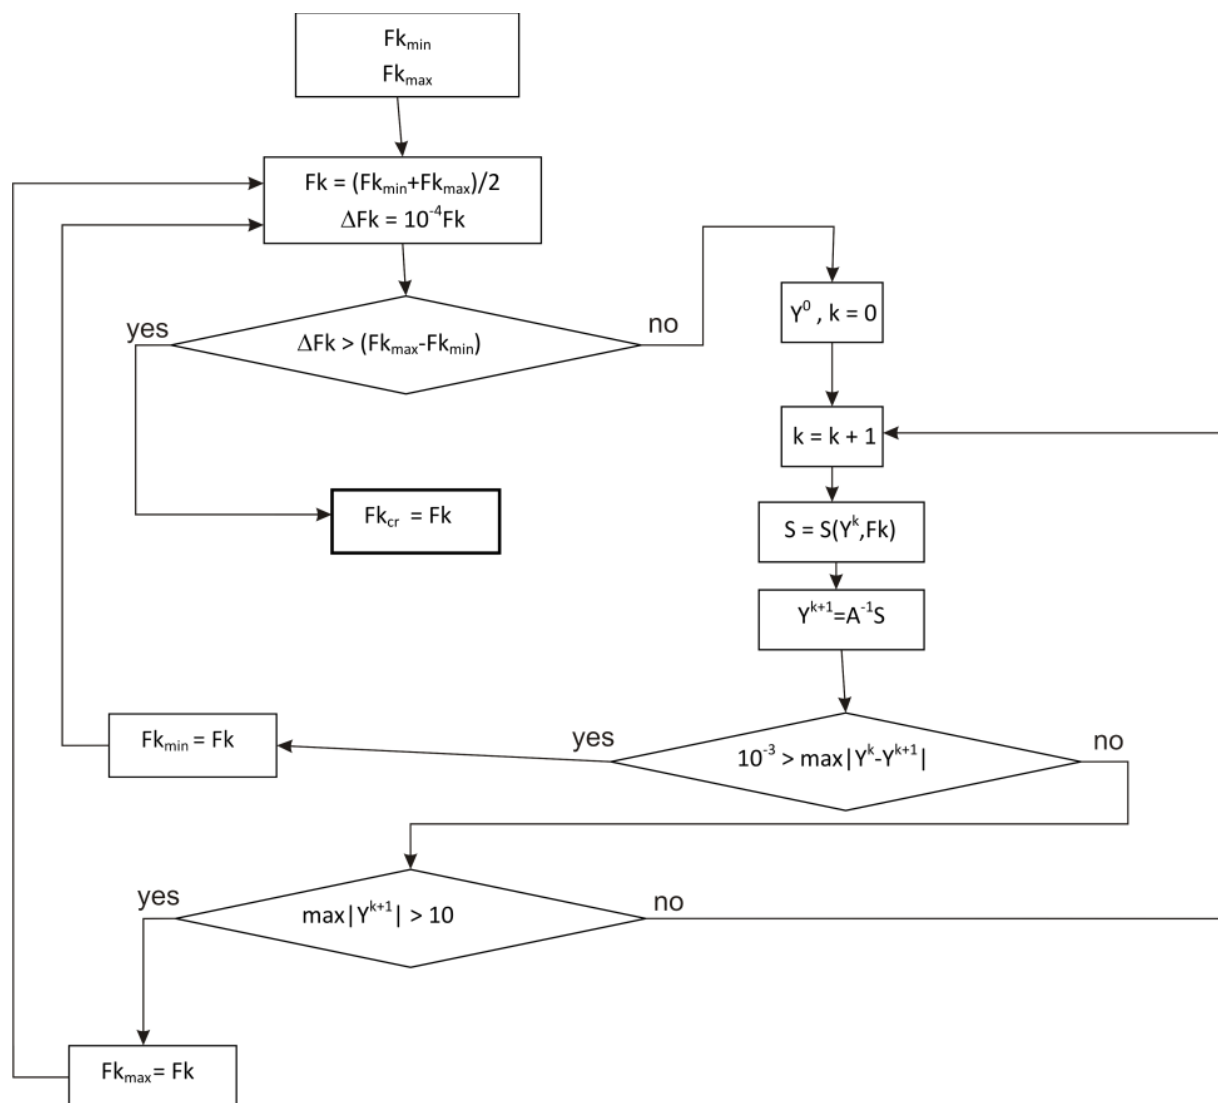 Fk_min
Fk_max
Fk = (Fk_min+Fk_max)/2
ΔFk = 10^-4Fk
yes
ΔFk > (Fk_max-Fk_min)
no
Y^0 , k = 0
k = k + 1
Fk_cr = Fk
S = S(Y^k,Fk)
Y^k+1=A^-1S
Fk_min = Fk
yes
10^-3 > max|Y^k-Y^k+1|
no
yes
max|Y^k+1| > 10
no
Fk_max= Fk